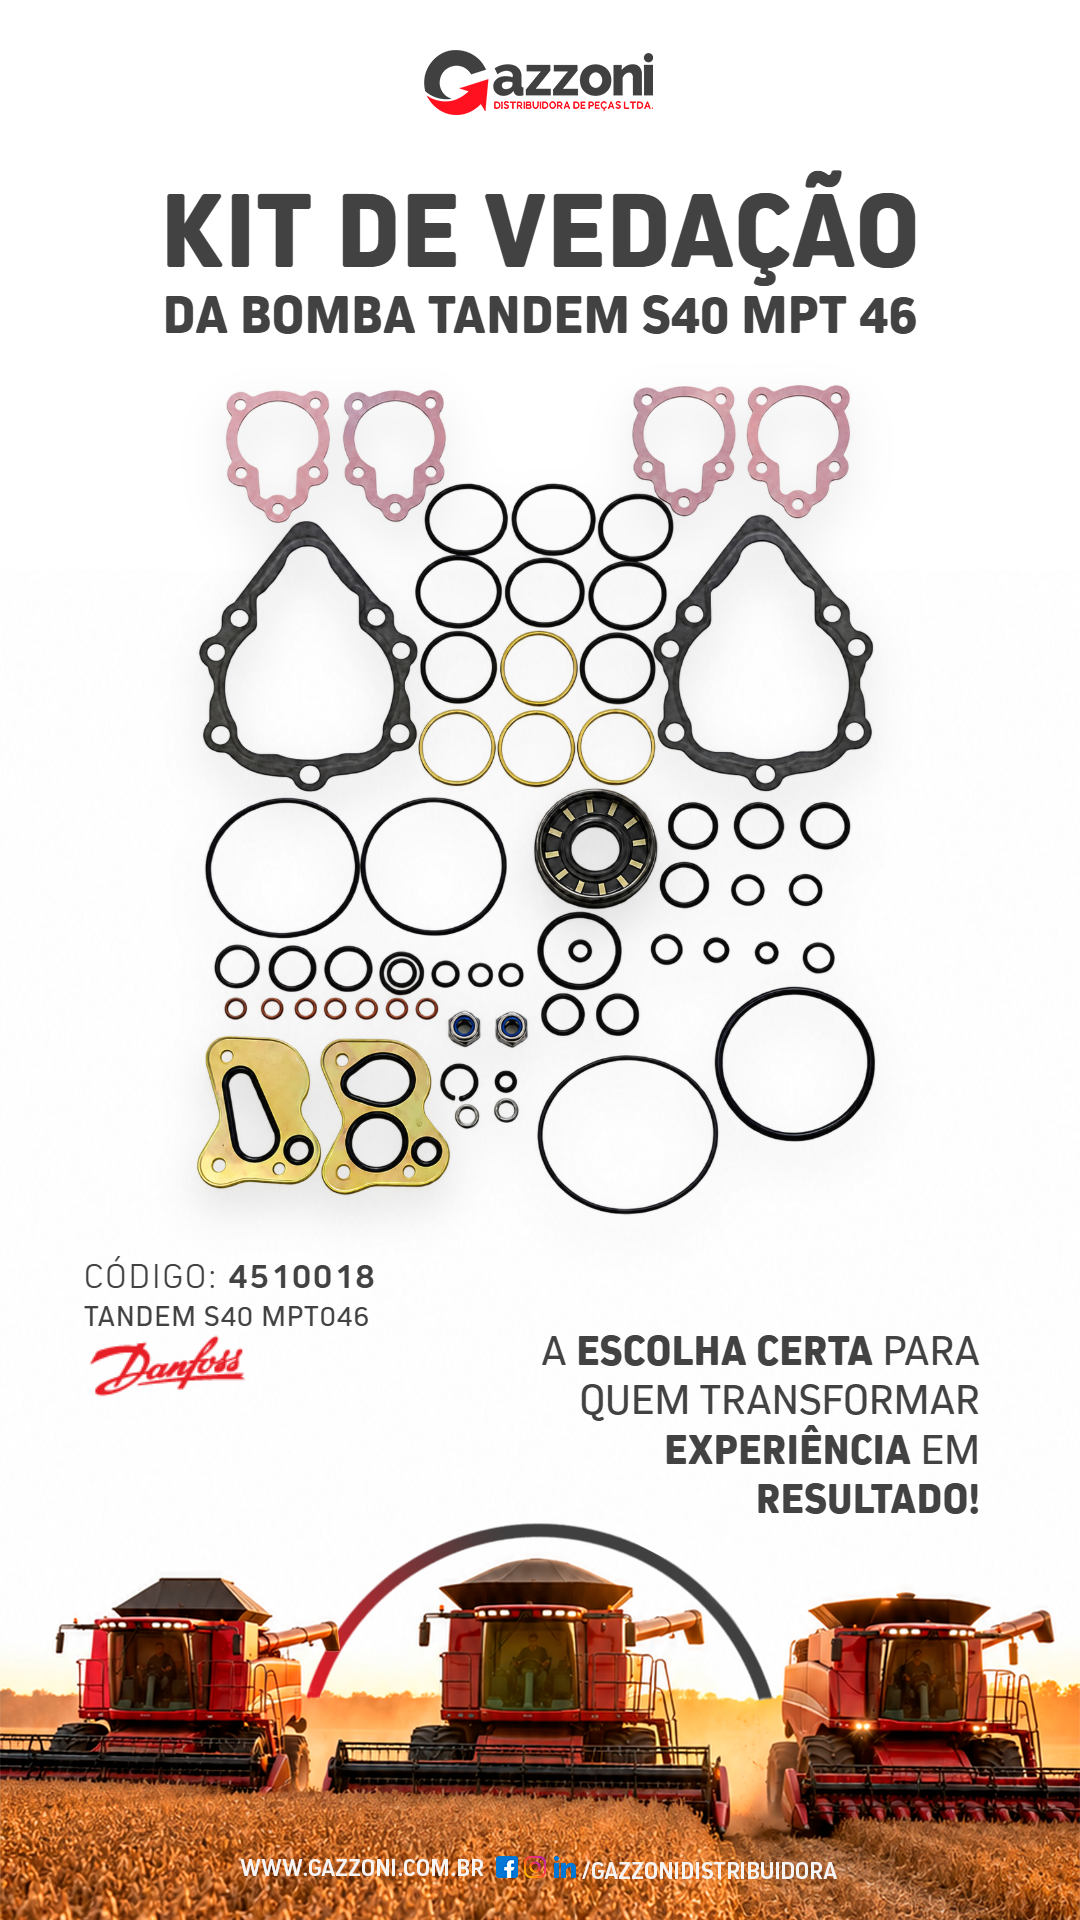 Gazzoni
DISTRIBUIDORA DE PEÇAS LTDA.
KIT DE VEDAÇÃO
DA BOMBA TANDEM S40 MPT 46
CÓDIGO: 4510018
TANDEM S40 MPT046
Danfoss
A ESCOLHA CERTA PARA
QUEM TRANSFORMAR
EXPERIÊNCIA EM
RESULTADO!
WWW.GAZZONI.COM.BR /GAZZONIDISTRIBUIDORA